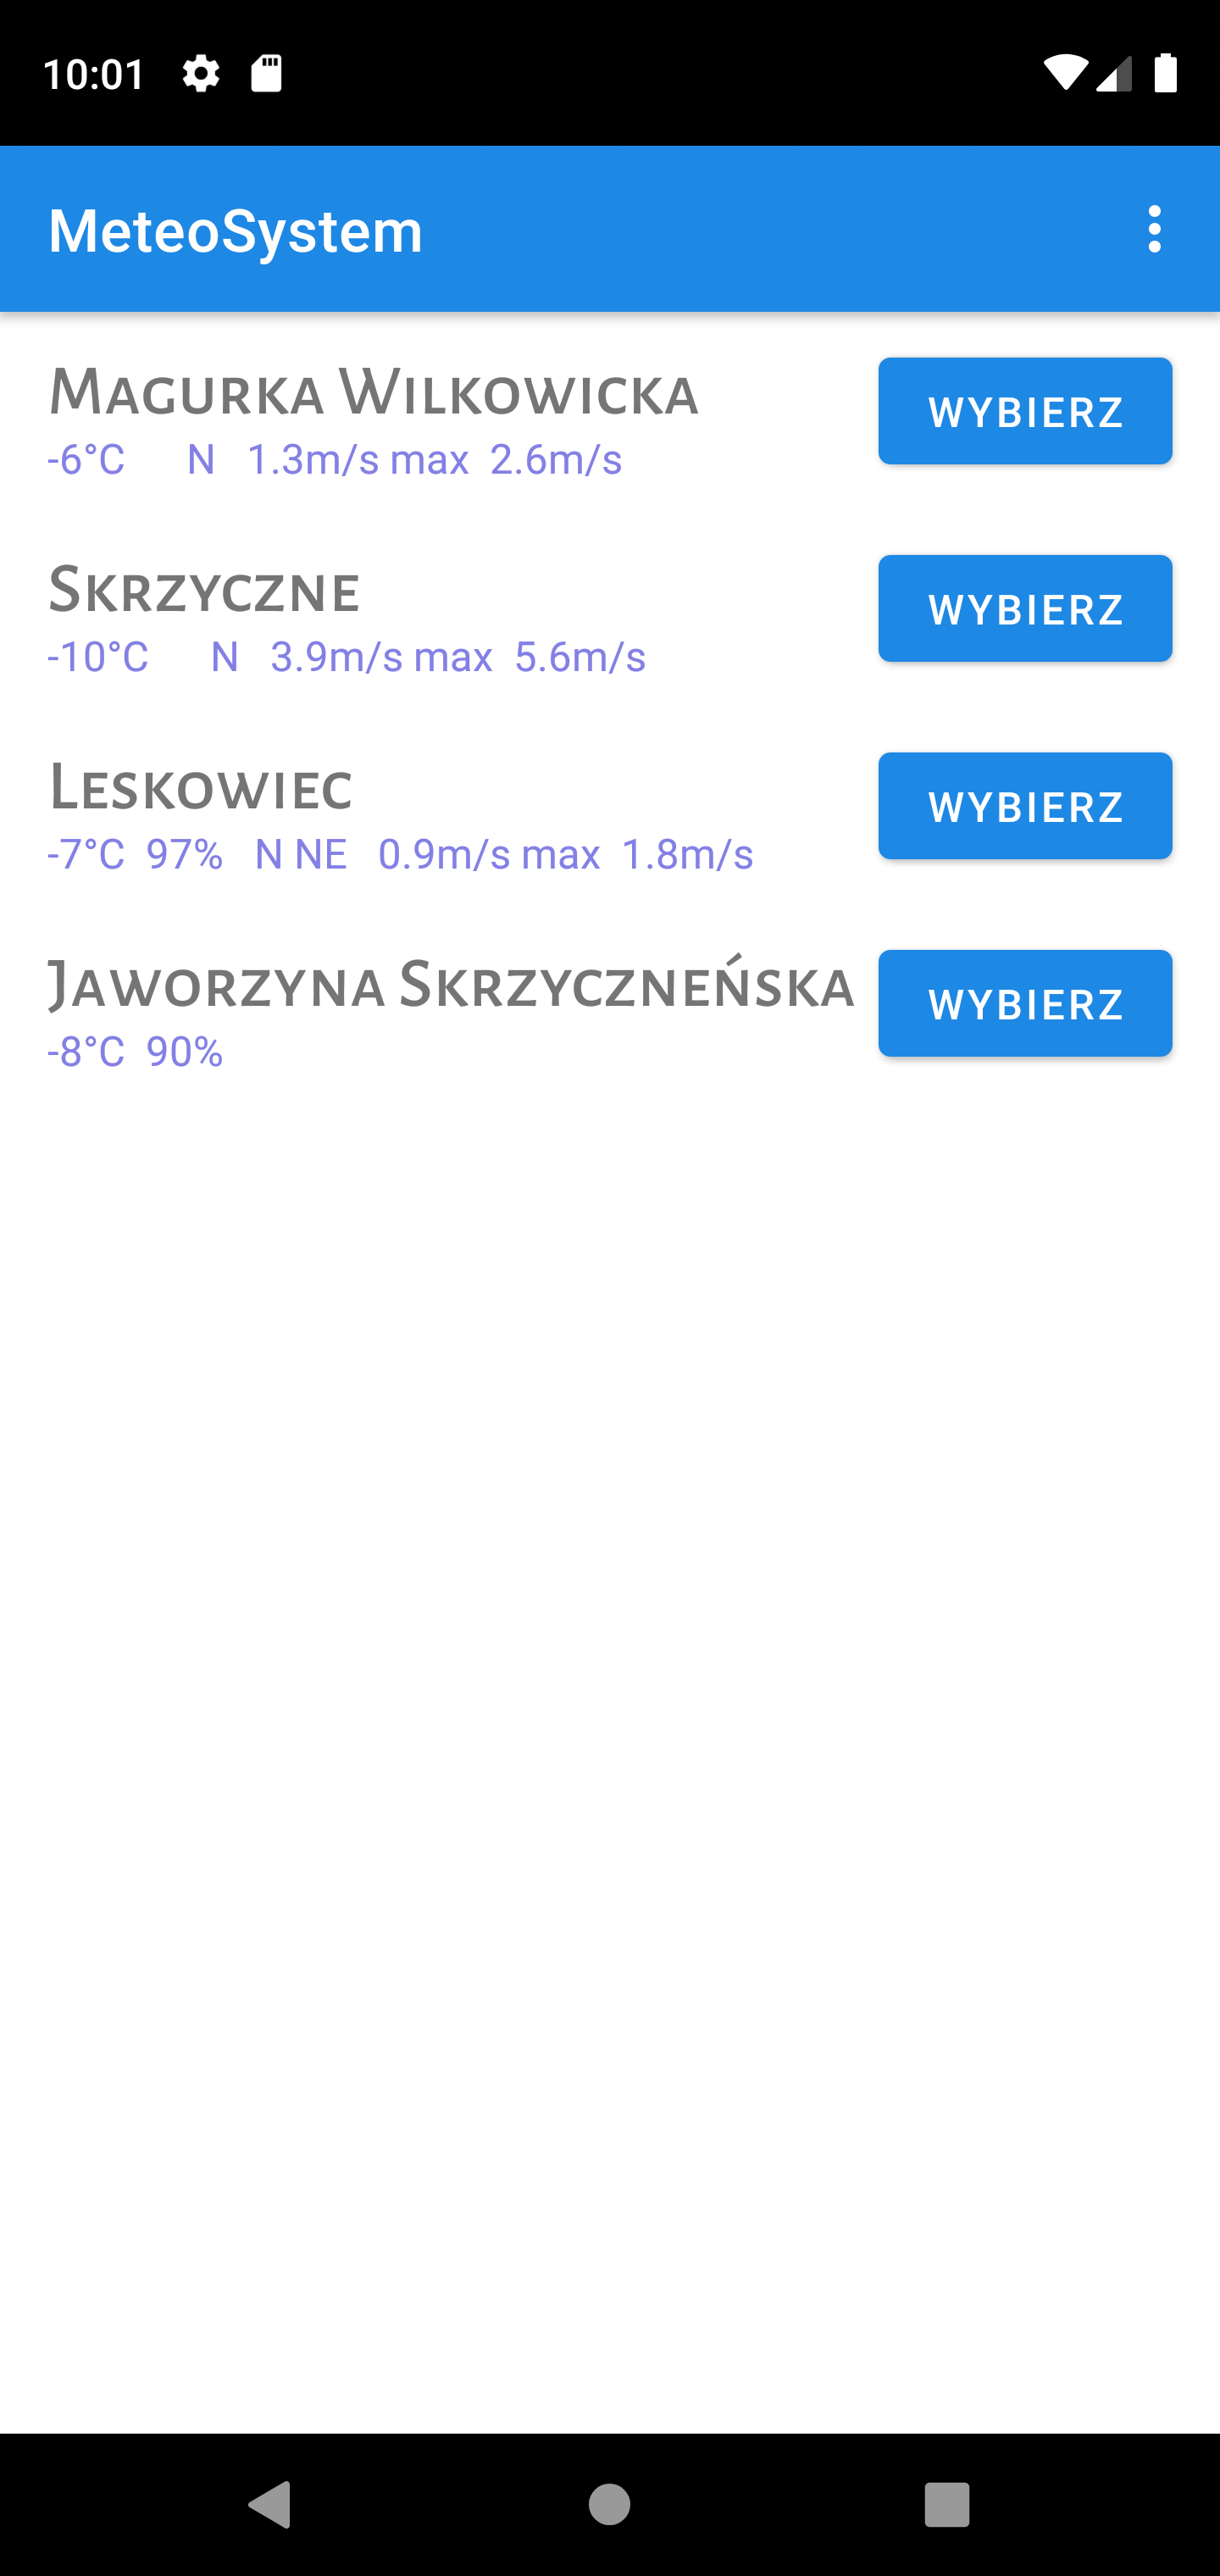 10:01
MeteoSystem
Magurka Wilkowicka
WYBIERZ
-6°C N 1.3m/s max 2.6m/s
Skrzyczne
WYBIERZ
-10°C N 3.9m/s max 5.6m/s
Leskowiec
WYBIERZ
-7°C 97% N NE 0.9m/s max 1.8m/s
Jaworzyna Skrzyczneńska
WYBIERZ
-8°C 90%